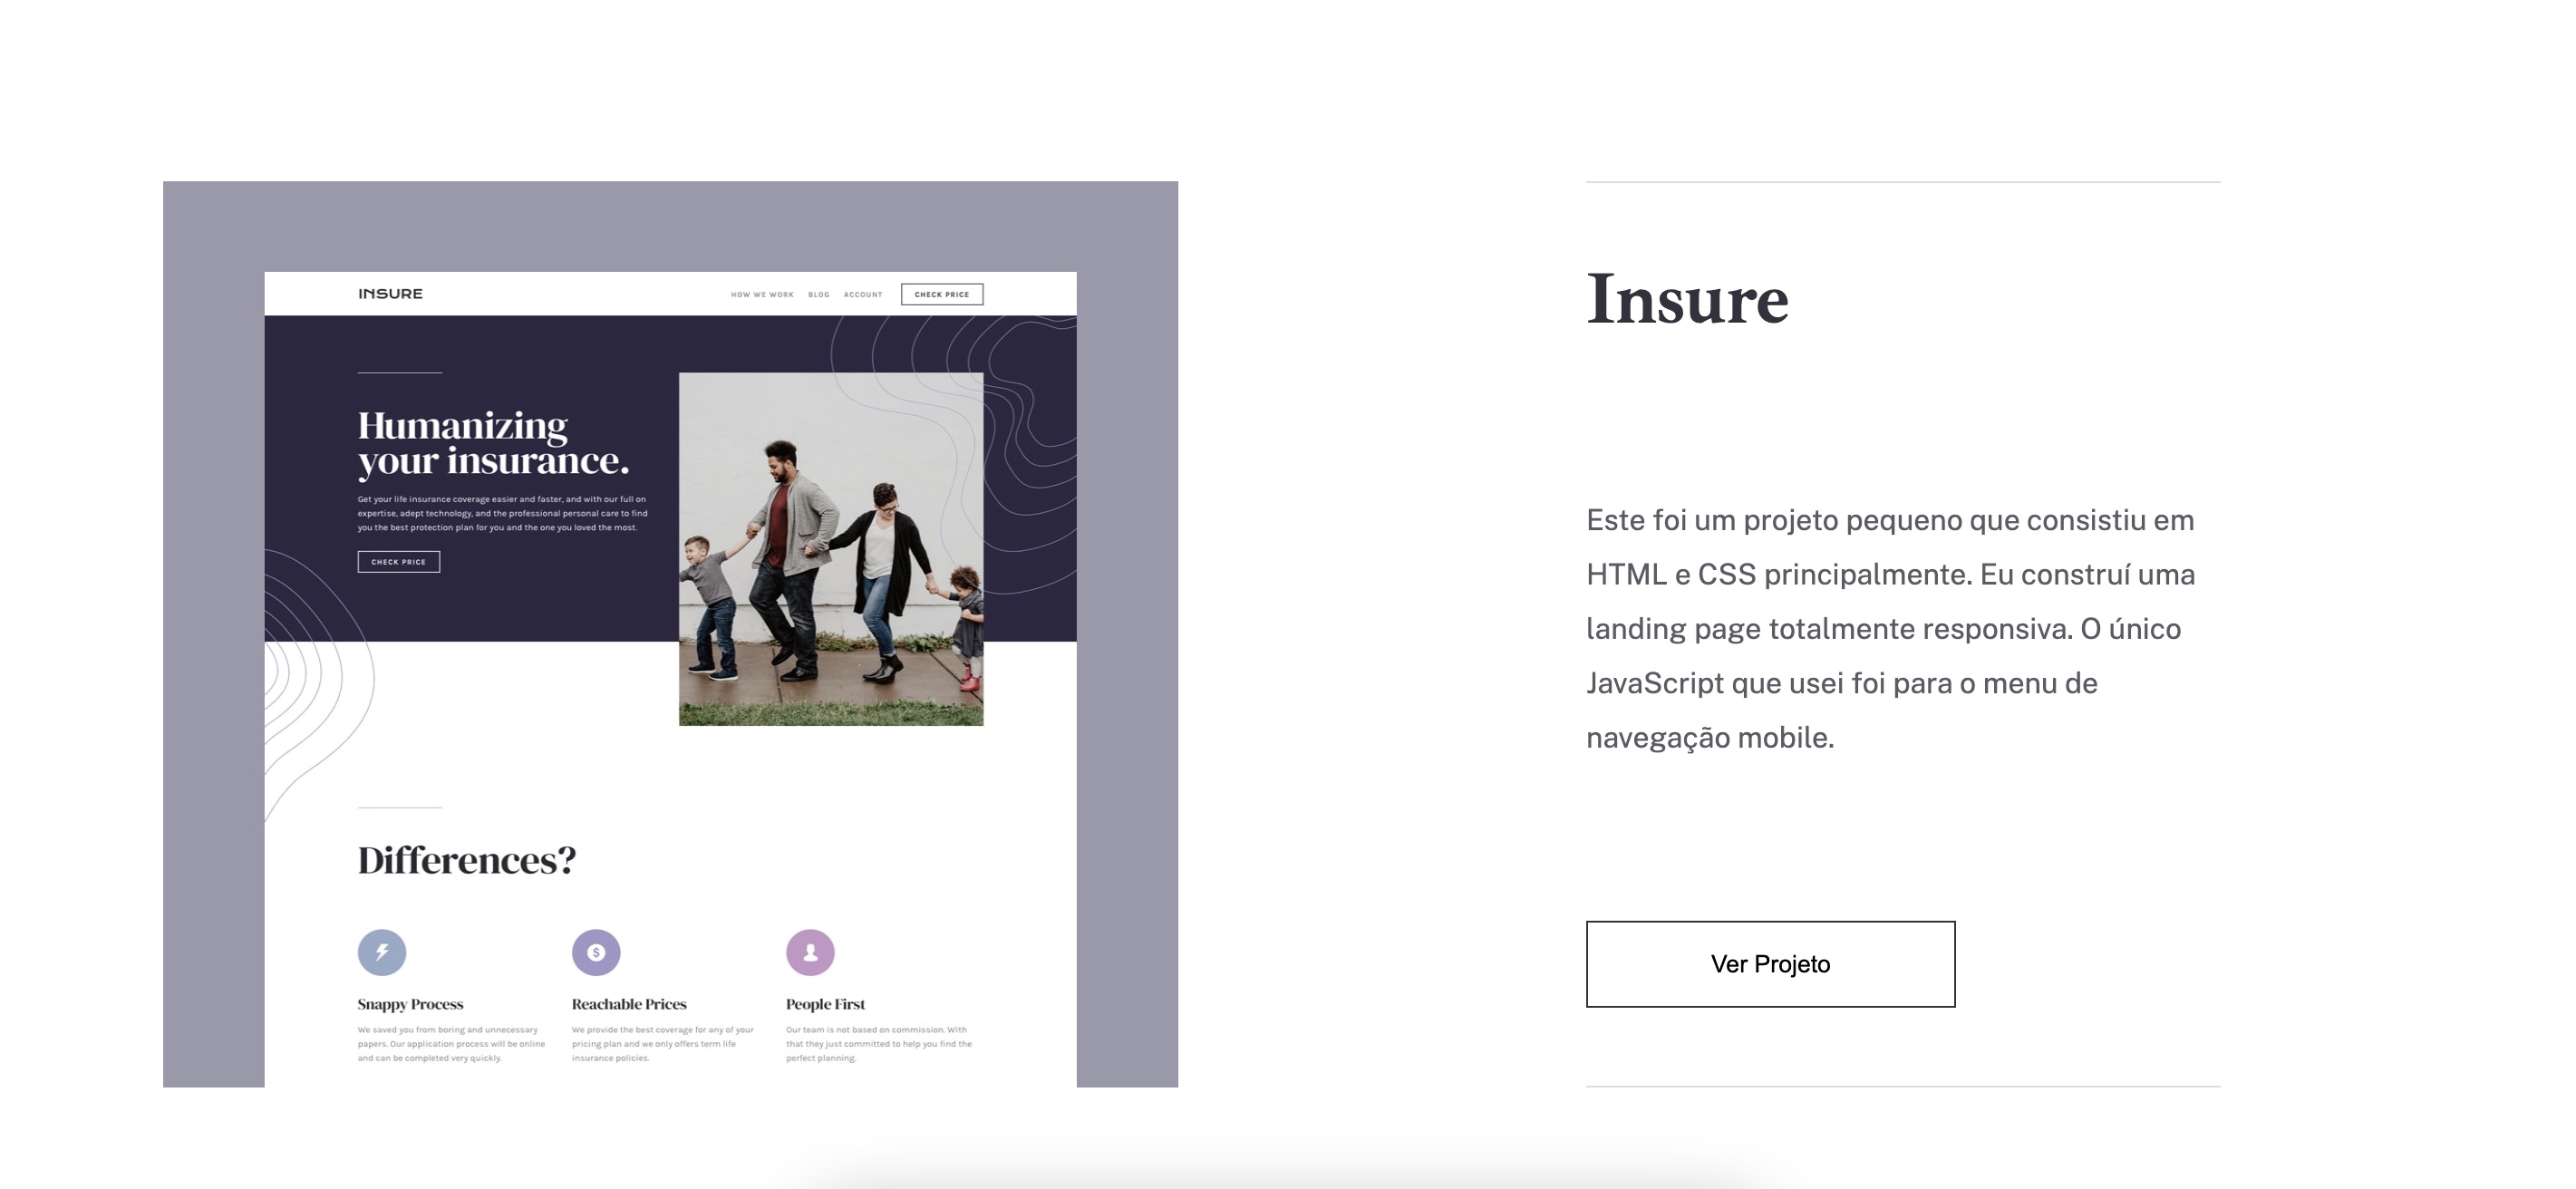 INSURE
HOW WE WORK BLOG ACCOUNT CHECK PRICE
Humanizing
your insurance.
Get your life insurance coverage easier and faster, and with our full on
expertise, adept technology, and the professional personal care to find
you the best protection plan for you and the one you loved the most.
CHECK PRICE
Differences?
$
Snappy Process
We saved you from boring and unnecessary
papers. Our application process will be online
and can be completed very quickly.
Reachable Prices
We provide the best coverage for any of your
pricing plan and we only offers term life
insurance policies.
People First
Our team is not based on commission. With
that they just committed to help you find the
perfect planning.
Insure
Este foi um projeto pequeno que consistiu em
HTML e CSS principalmente. Eu construí uma
landing page totalmente responsiva. O único
JavaScript que usei foi para o menu de
navegação mobile.
Ver Projeto